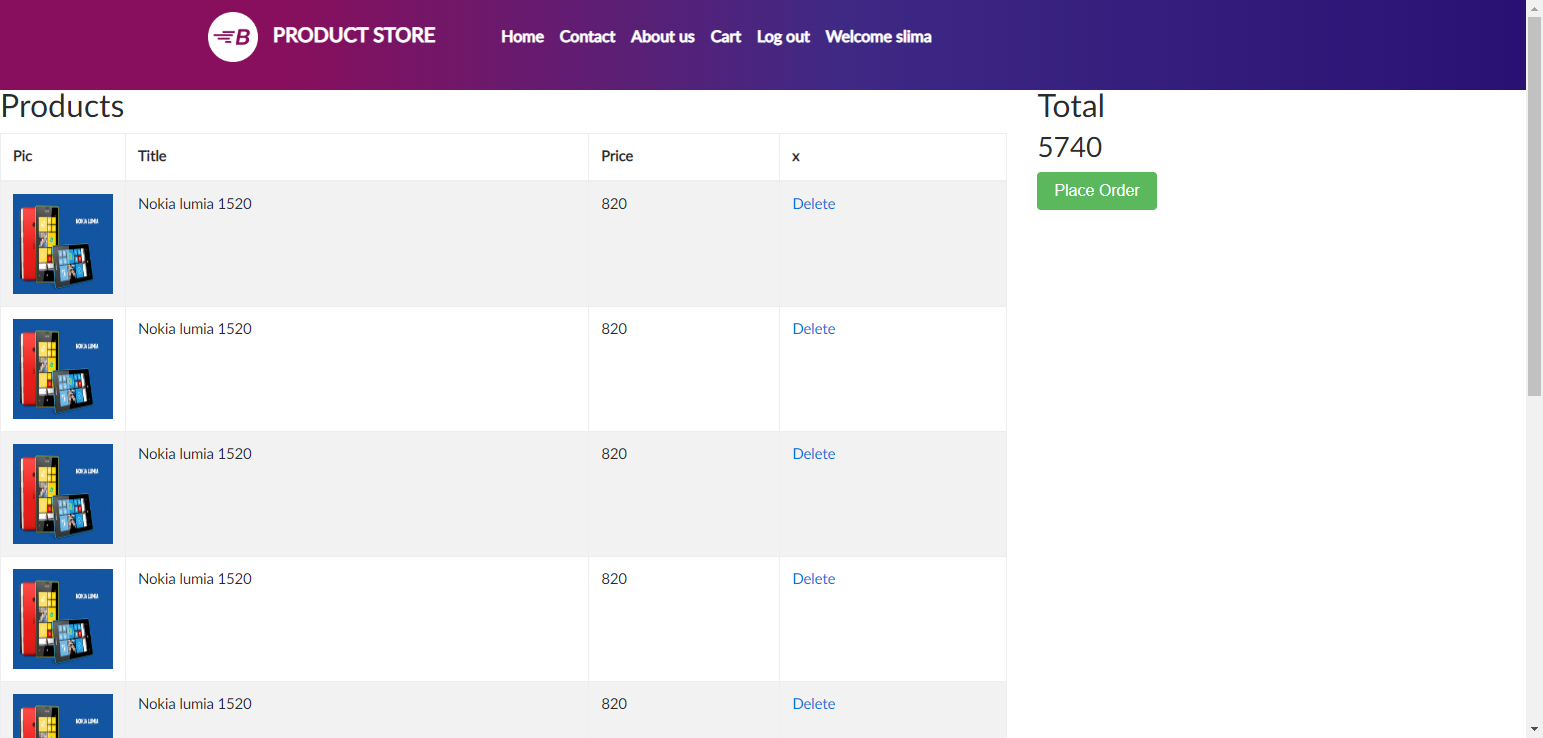 B PRODUCT STORE Home Contact About us Cart Log out Welcome slima
Products
Total
5740
Place Order
Pic Title Price x
NOKIA LUMIA
Nokia lumia 1520 820 Delete
NOKIA LUMIA
Nokia lumia 1520 820 Delete
NOKIA LUMIA
Nokia lumia 1520 820 Delete
NOKIA LUMIA
Nokia lumia 1520 820 Delete
NOKIA LUMIA
Nokia lumia 1520 820 Delete